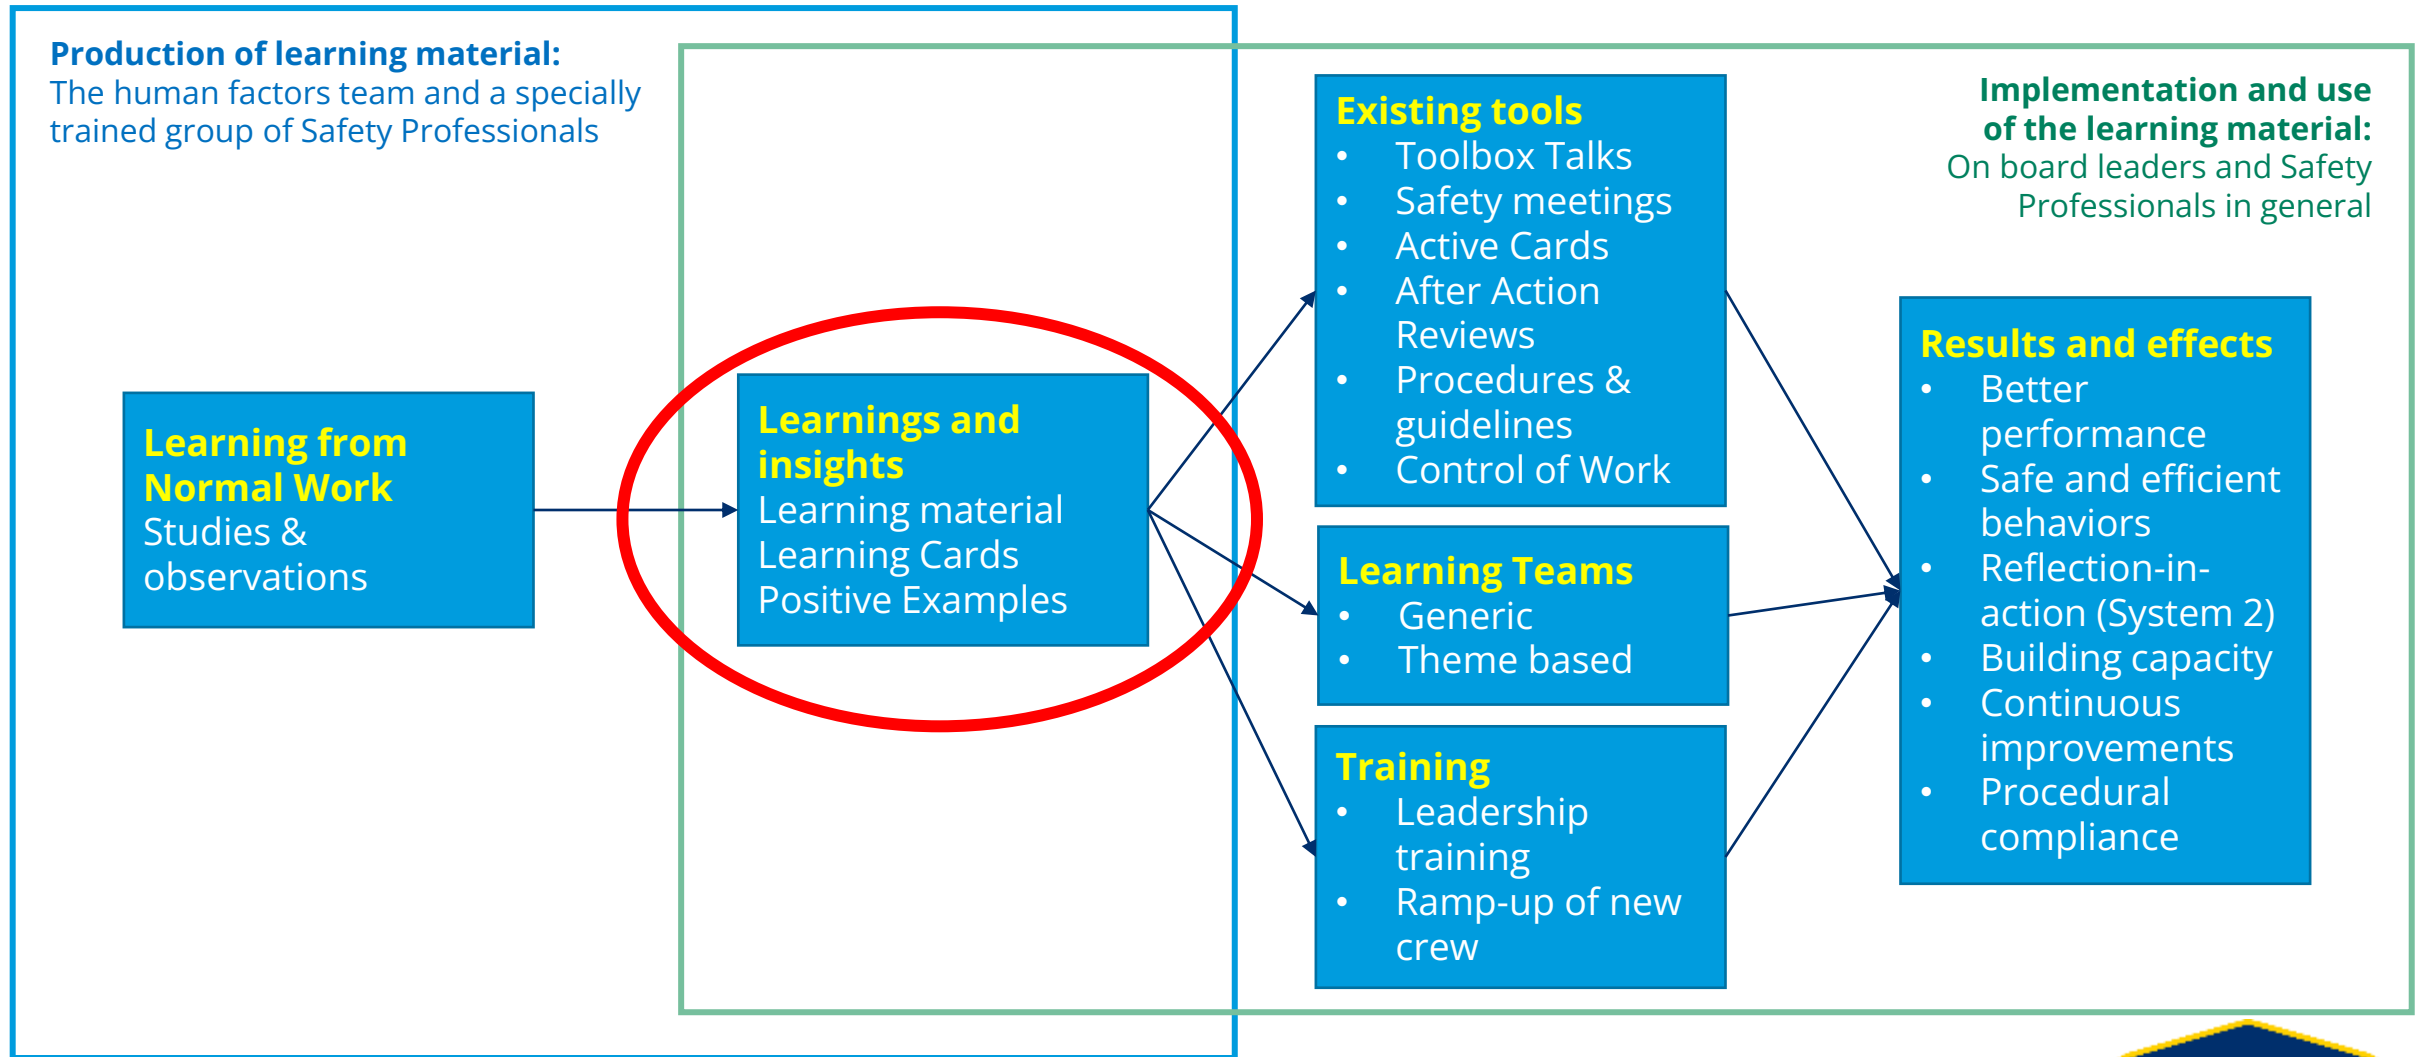 Production of learning material:
The human factors team and a specially
trained group of Safety Professionals
Learning from
Normal Work
Studies &
observations
Learnings and
insights
Learning material
Learning Cards
Positive Examples
Existing tools
• Toolbox Talks
• Safety meetings
• Active Cards
• After Action
Reviews
• Procedures &
guidelines
• Control of Work
Learning Teams
• Generic
• Theme based
Training
• Leadership
training
• Ramp-up of new
crew
Implementation and use
of the learning material:
On board leaders and Safety
Professionals in general
Results and effects
• Better
performance
• Safe and efficient
behaviors
• Reflection-in-
action (System 2)
• Building capacity
• Continuous
improvements
• Procedural
compliance